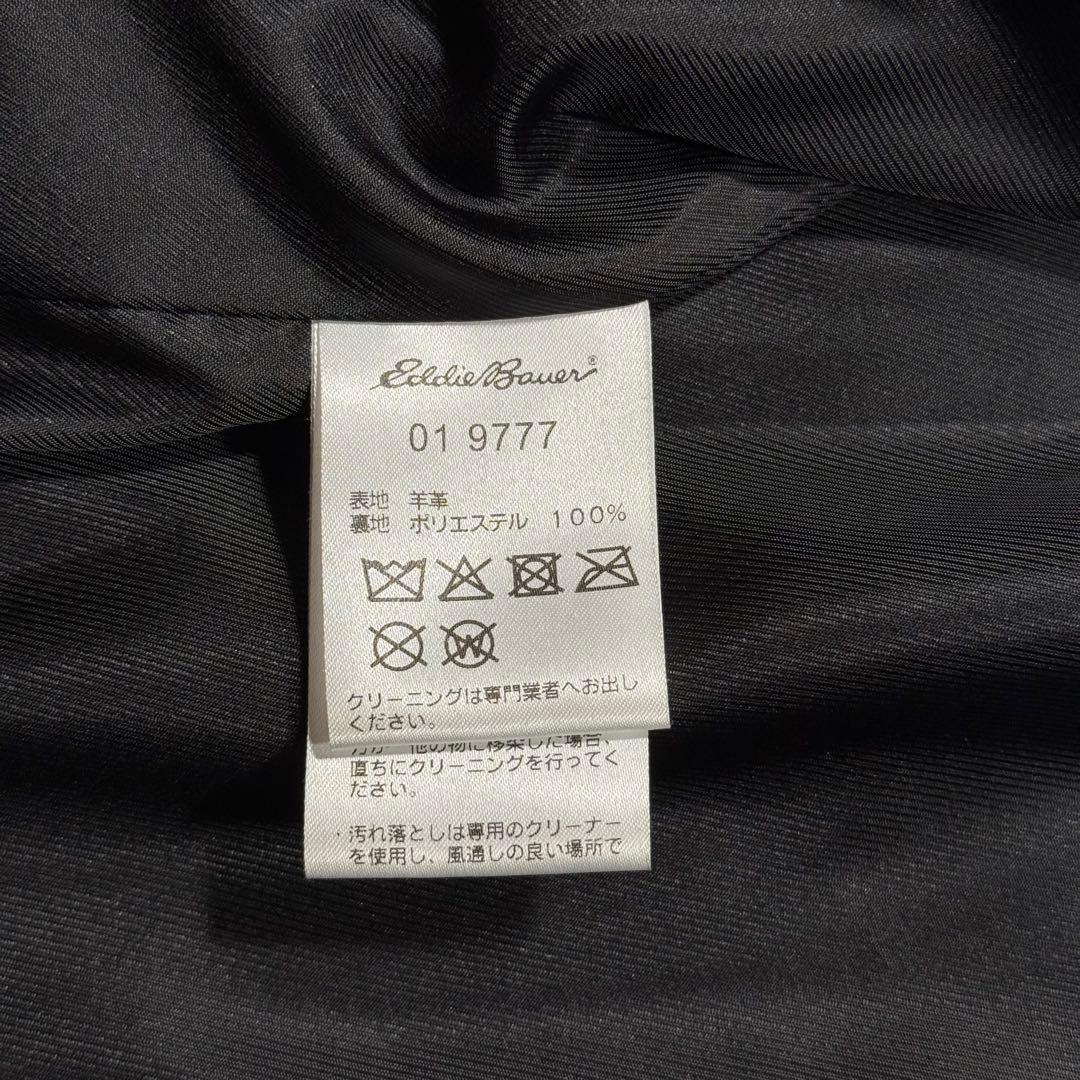 Eddie Bauer®
01 9777
表地 羊革
裏地 ポリエステル 100%
W
クリーニングは専門業者へお出し
ください。
万が一他の物に移染した場合、
直ちにクリーニングを行ってく
ださい。
・汚れ落としは専用のクリーナー
を使用し、風通しの良い場所で